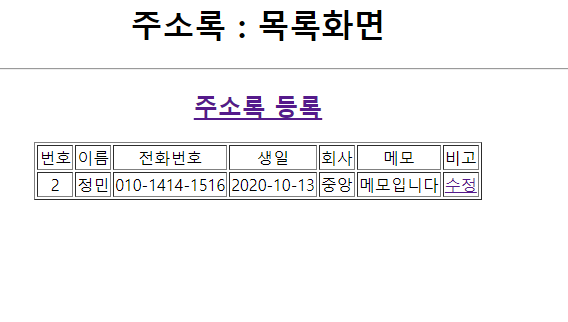 주소록 : 목록화면
주소록 등록
번호 이름 전화번호 생일 회사 메모 비고
2 정민 010-1414-1516 2020-10-13 중앙 메모입니다 수정